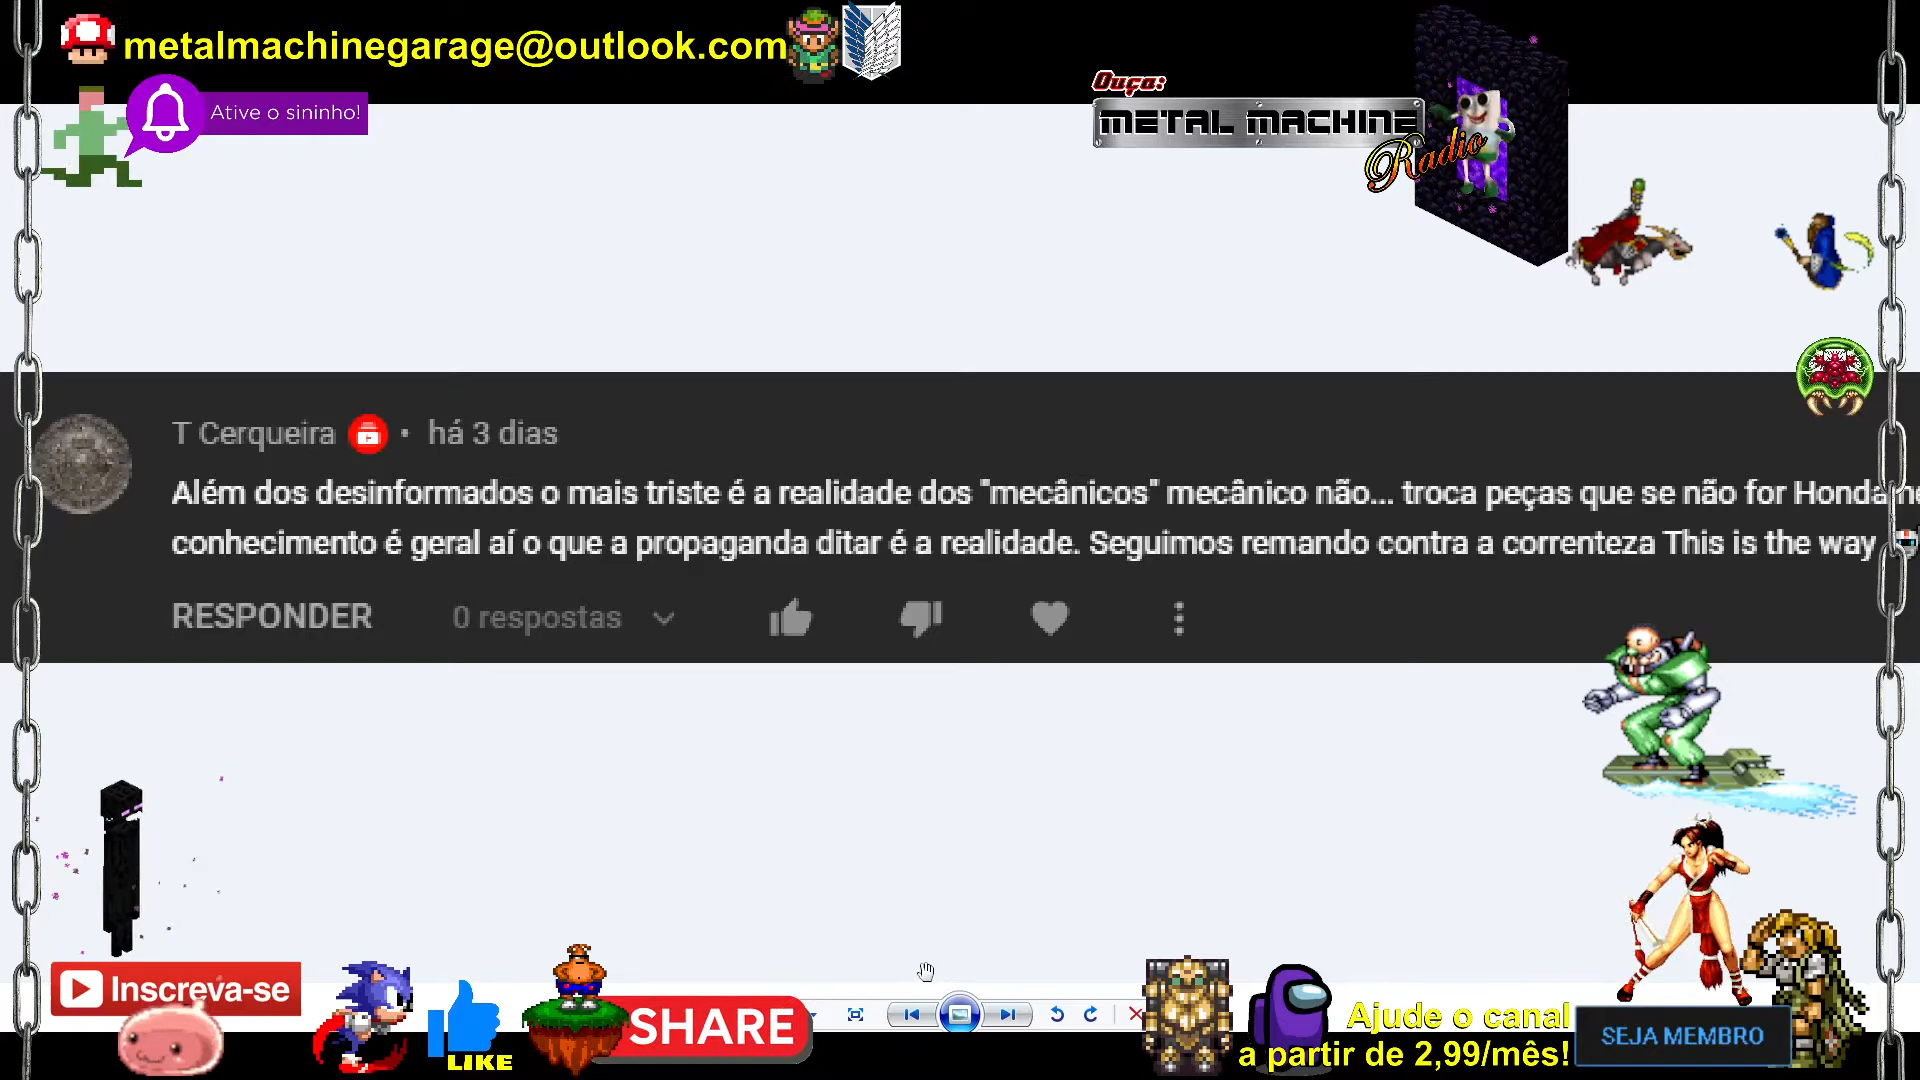 metalmachinegarage@outlook.com
Ative o sininho!
Ouça:
METAL MACHINE
Radio
T Cerqueira • há 3 dias
Além dos desinformados o mais triste é a realidade dos "mecânicos" mecânico não... troca peças que se não for Honda
conhecimento é geral aí o que a propaganda ditar é a realidade. Seguimos remando contra a correnteza This is the way
RESPONDER
0 respostas
Inscreva-se
LIKE
SHARE
Ajude o canal
a partir de 2,99/mês!
SEJA MEMBRO